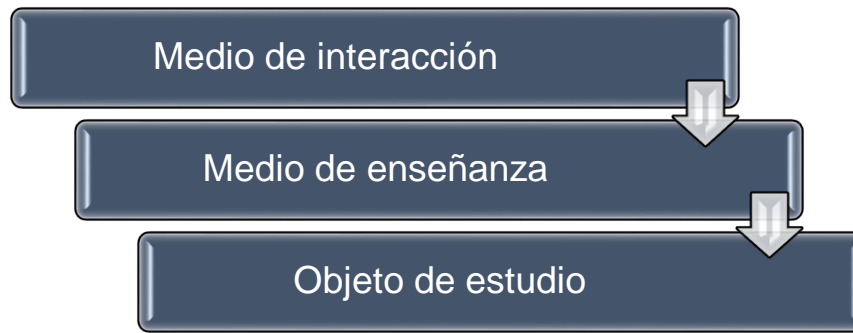 Medio de interacción
Medio de enseñanza
Objeto de estudio